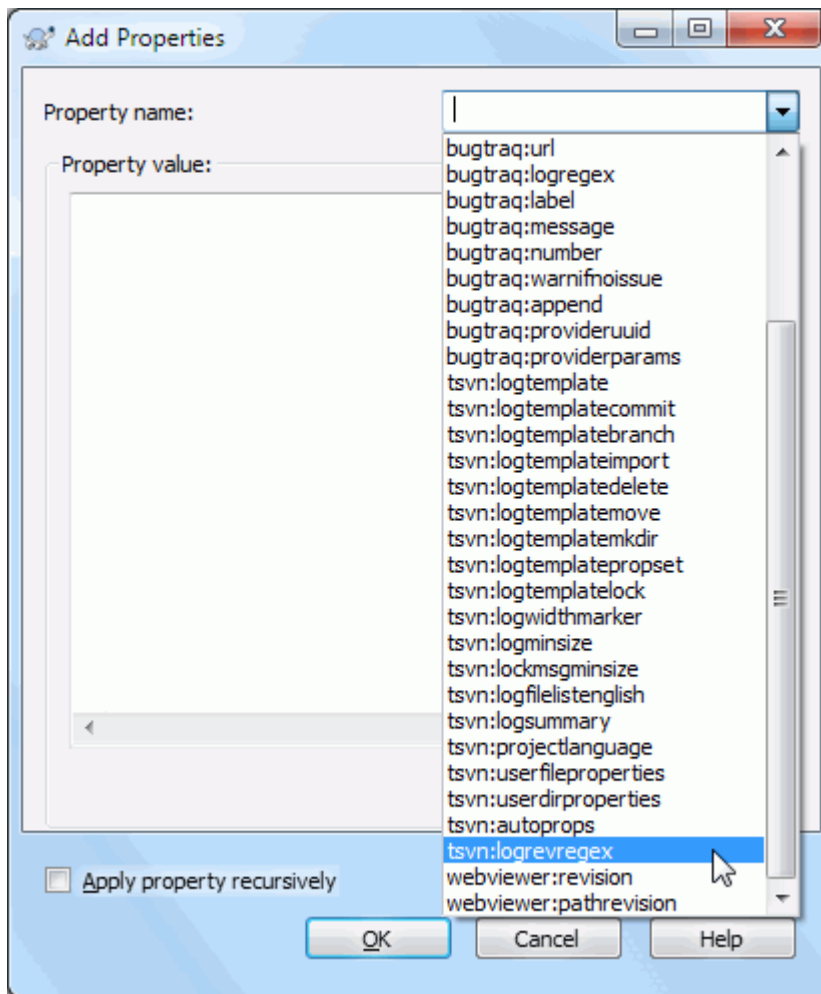 Add Properties
Property name:
Property value:
bugtraq:url
bugtraq:logregex
bugtraq:label
bugtraq:message
bugtraq:number
bugtraq:warnifnoissue
bugtraq:append
bugtraq:provideruuid
bugtraq:providerparams
tsvn:logtemplate
tsvn:logtemplatecommit
tsvn:logtemplatebranch
tsvn:logtemplateimport
tsvn:logtemplatedelete
tsvn:logtemplatemove
tsvn:logtemplatemkdir
tsvn:logtemplatepropset
tsvn:logtemplatelock
tsvn:logwidthmarker
tsvn:logminsize
tsvn:lockmsgminsize
tsvn:logfilelistenglish
tsvn:logsummary
tsvn:projectlanguage
tsvn:userfileproperties
tsvn:userdirproperties
tsvn:autoprops
tsvn:logrevregex
webviewer:revision
webviewer:pathrevision
Apply property recursively
OK Cancel Help